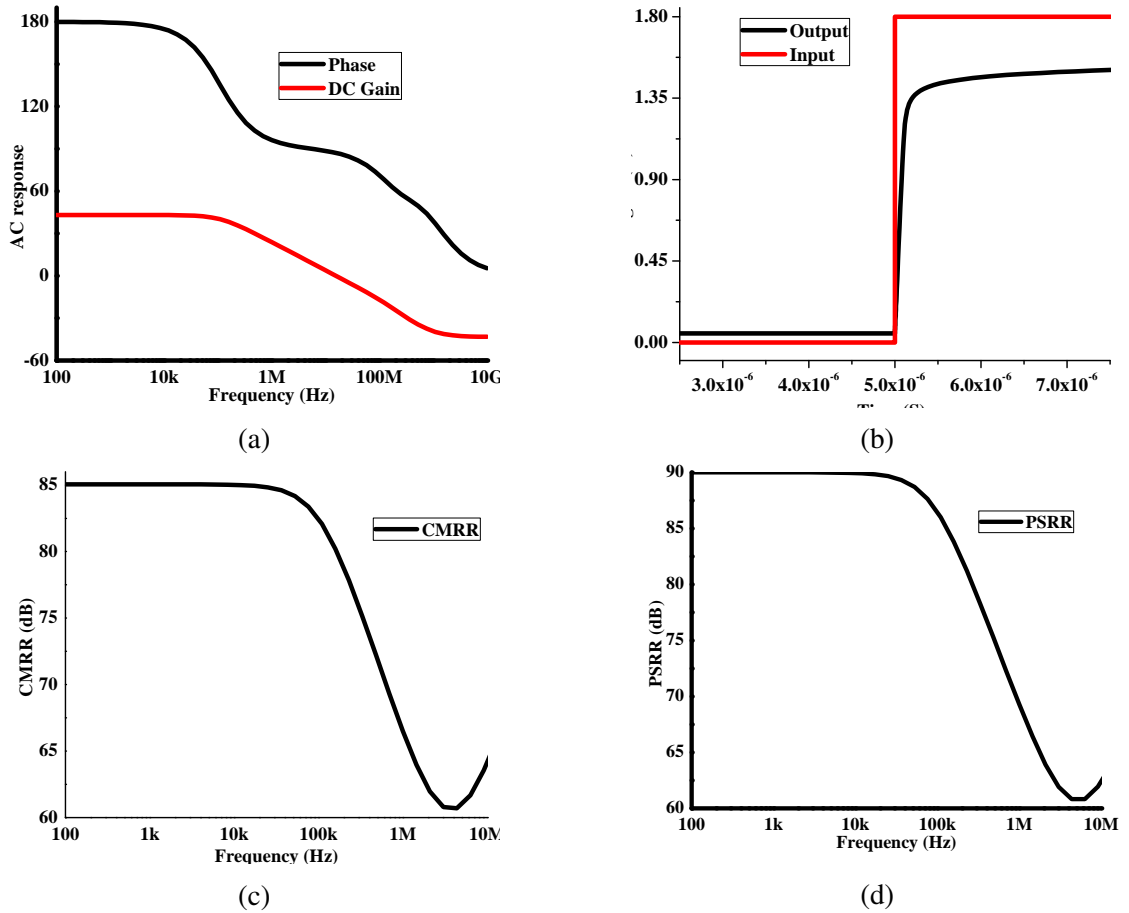 180
120
60
0
-60
AC response
Phase
DC Gain
100
10k
1M
100M
10G
Frequency (Hz)
(a)
1.80
1.35
0.90
0.45
0.00
Output
Input
3.0x10⁻⁶
4.0x10⁻⁶
5.0x10⁻⁶
6.0x10⁻⁶
7.0x10⁻⁶
(b)
85
80
75
70
65
60
CMRR (dB)
CMRR
100
1k
10k
100k
1M
10M
Frequency (Hz)
(c)
90
85
80
75
70
65
60
PSRR (dB)
PSRR
100
1k
10k
100k
1M
10M
Frequency (Hz)
(d)